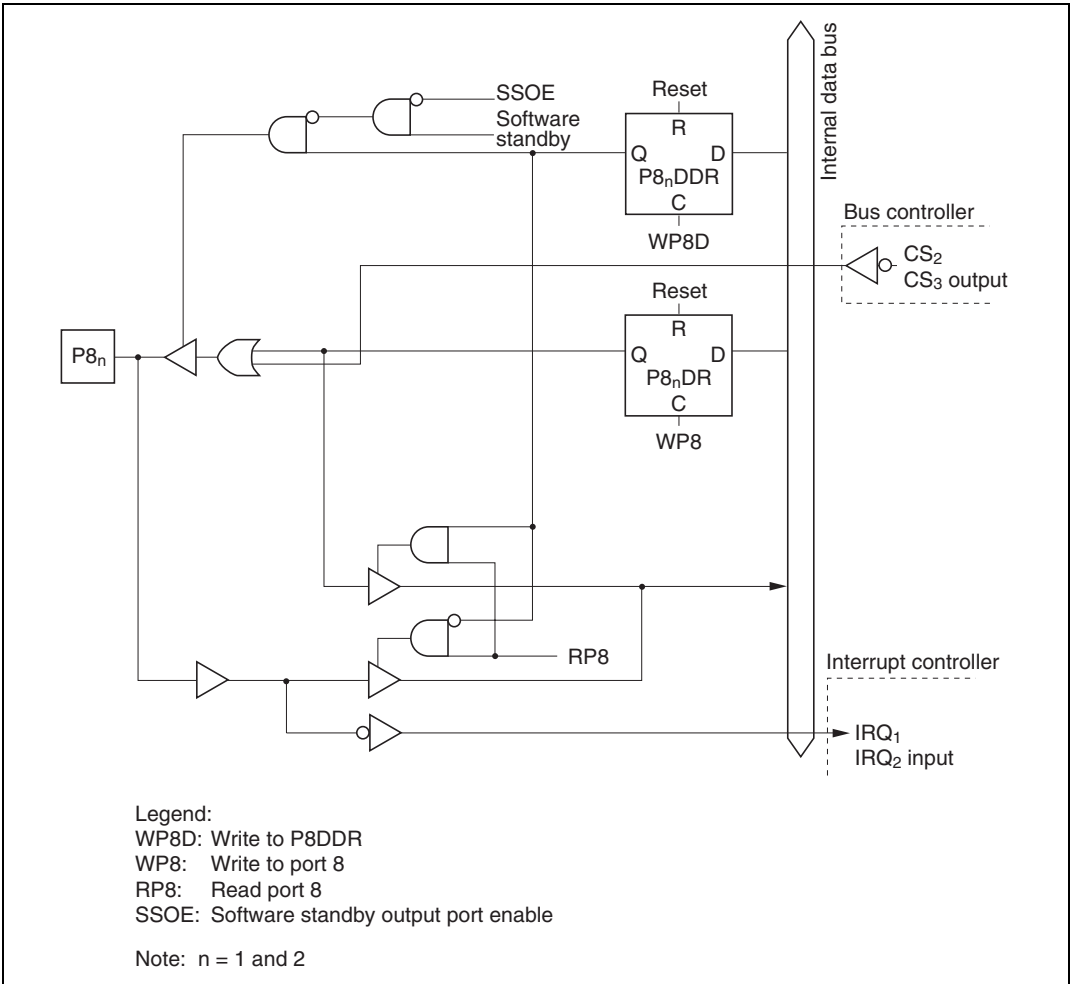 SSOE
Software
standby
Reset
R
Q D
P8nDDR
C
WP8D
Internal data bus
Bus controller
CS2
CS3 output
Reset
R
Q D
P8nDR
C
WP8
P8n
RP8
Interrupt controller
IRQ1
IRQ2 input
Legend:
WP8D: Write to P8DDR
WP8: Write to port 8
RP8: Read port 8
SSOE: Software standby output port enable
Note: n = 1 and 2